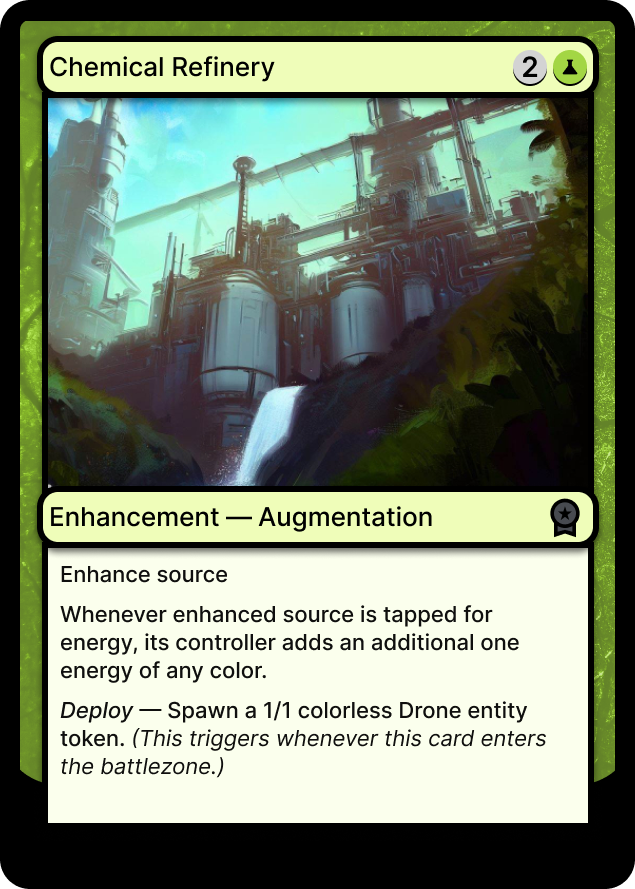 Chemical Refinery 2
Enhancement — Augmentation
Enhance source
Whenever enhanced source is tapped for
energy, its controller adds an additional one
energy of any color.
Deploy — Spawn a 1/1 colorless Drone entity
token. (This triggers whenever this card enters
the battlezone.)